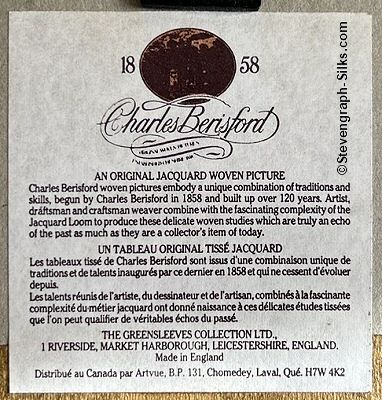 18 58
Charles Berisford
AN ORIGINAL JACQUARD WOVEN PICTURE
Charles Berisford woven pictures embody a unique combination of traditions and
skills, begun by Charles Berisford in 1858 and built up over 120 years. Artist,
dráftsman and craftsman weaver combine with the fascinating complexity of the
Jacquard Loom to produce these delicate woven studies which are truly an echo
of the past as much as they are a collector's item of today.
UN TABLEAU ORIGINAL TISSÉ JACQUARD
Les tableaux tissé de Charles Berisford sont issus d'une combinaison unique de
traditions et de talents inaugurés par ce dernier en 1858 et qui ne cessent d'évoluer
depuis.
Les talents réunis de l'artiste, du dessinateur et de l'artisan, combinés à la fascinante
complexité du métier jacquard ont donné naissance à ces délicates études tissées
que l'on peut qualifier de véritables échos du passé.
THE GREENSLEEVES COLLECTION LTD.,
1 RIVERSIDE, MARKET HARBOROUGH, LEICESTERSHIRE, ENGLAND.
Made in England
Distribué au Canada par Artvue, B.P. 131, Chomedey, Laval, Qué. H7W 4K2
©Stevengraph-Silks.com